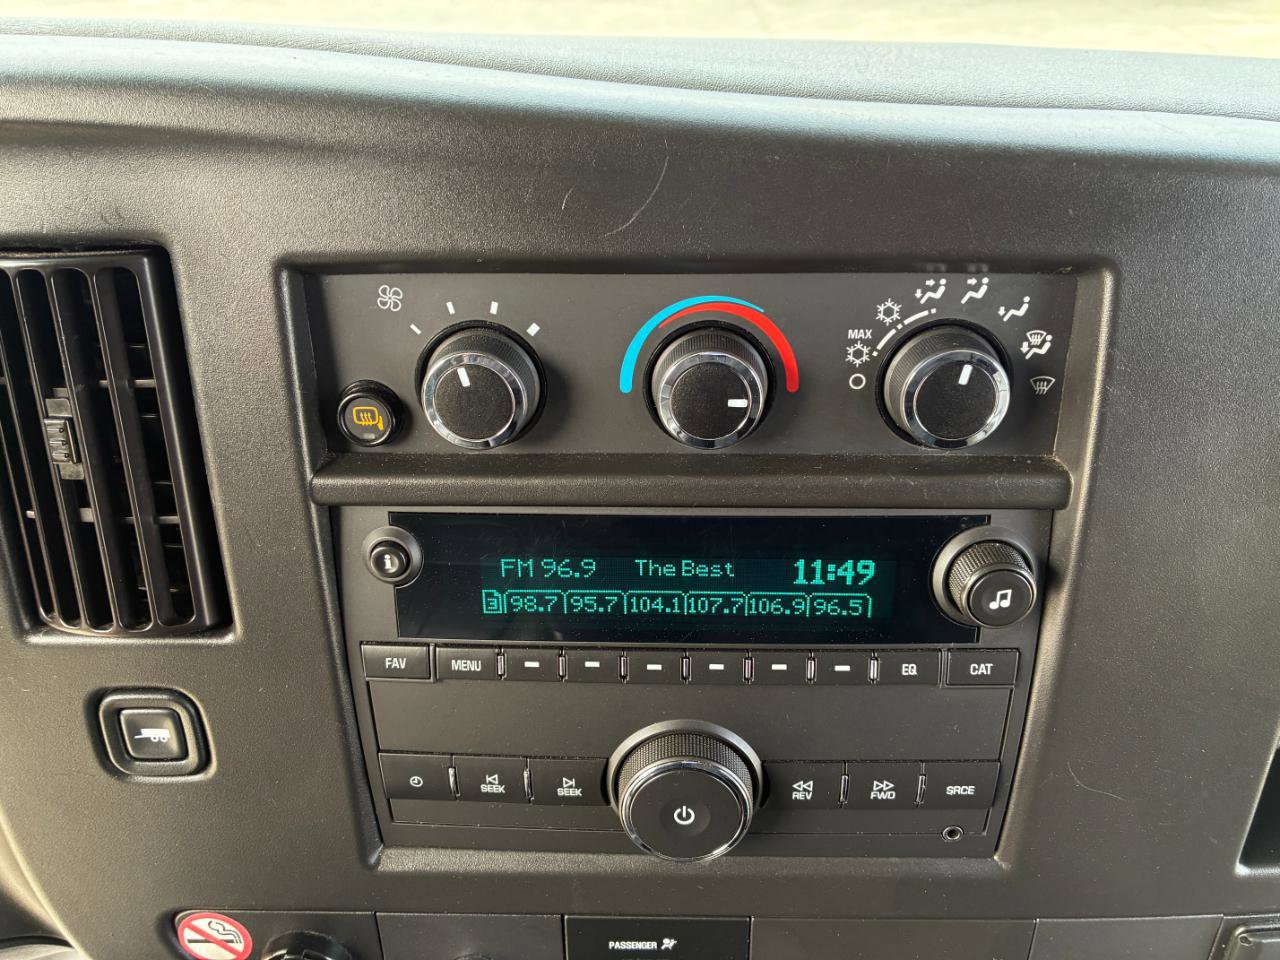 MAX
i
FM 96.9 The Best 11:49
3 98.7 95.7 104.1 107.7 106.9 96.5
FAV MENU EQ CAT
SEEK SEEK REV FWD SRCE
PASSENGER